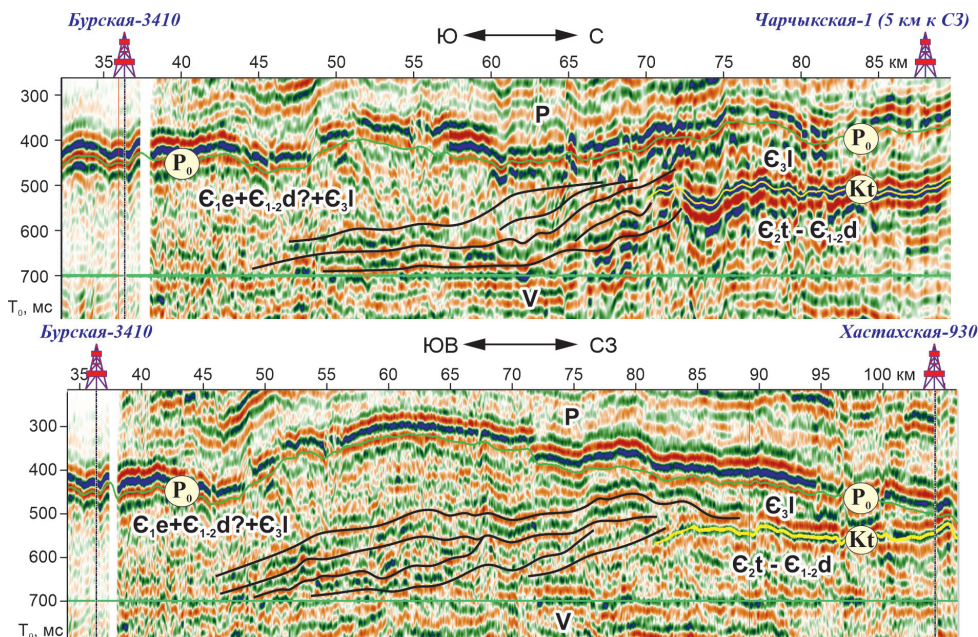 Бурская-3410 Чарчыкская-1 (5 км к СЗ)
Ю С
35 40 45 50 55 60 65 70 75 80 85 км
300
400
500
600
700
T₀, мс
P
P₀ P₀
Є₃l
Kt
Є₁e+Є₁₋₂d?+Є₃l
Є₂t - Є₁₋₂d
V
Бурская-3410 Хастахская-930
ЮВ СЗ
35 40 45 50 55 60 65 70 75 80 85 90 95 100 км
300
400
500
600
700
T₀, мс
P
P₀ P₀
Є₃l
Є₁e+Є₁₋₂d?+Є₃l
Kt
Є₂t - Є₁₋₂d
V